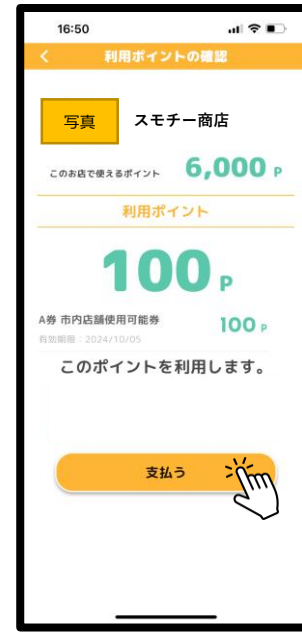 16:50
利用ポイントの確認
写真 スモチー商店
このお店で使えるポイント 6,000 P
利用ポイント
100 P
A券 市内店舗使用可能券 100 P
有効期限：2024/10/05
このポイントを利用します。
支払う